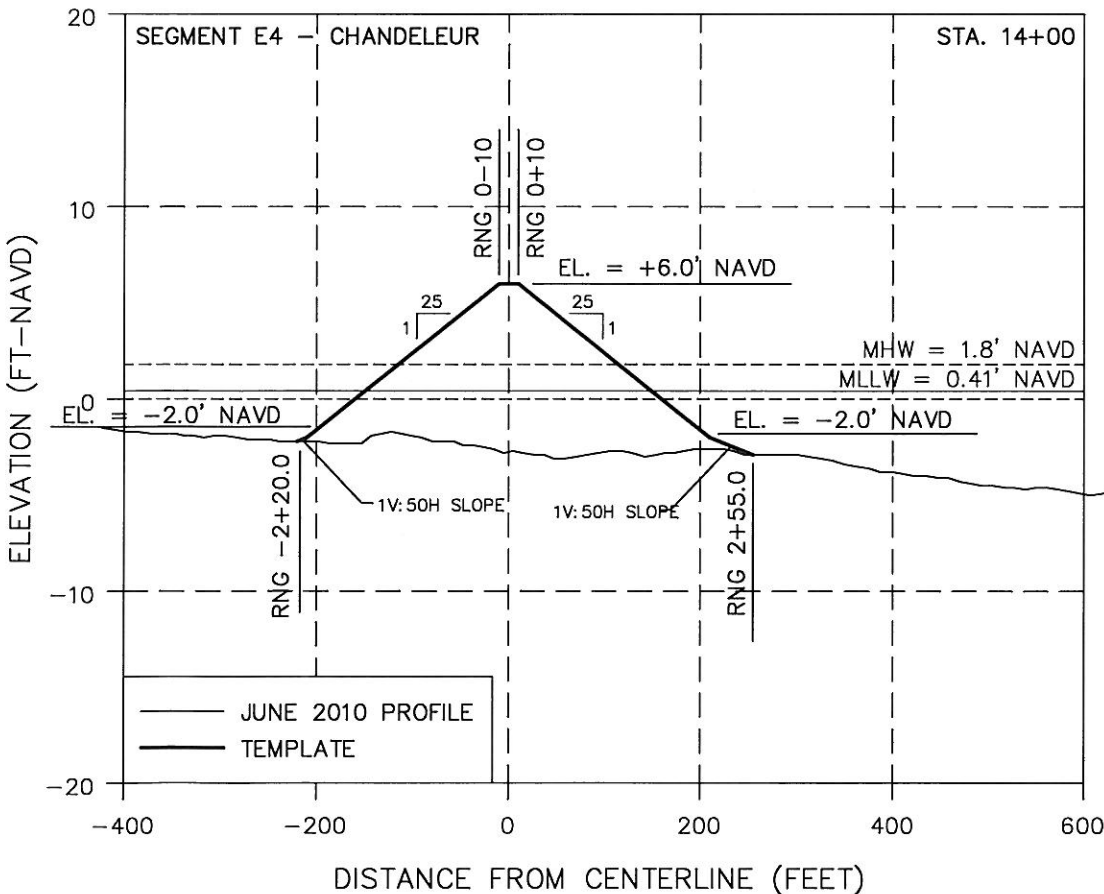 SEGMENT E4 – CHANDELEUR
STA. 14+00
RNG 0-10
RNG 0+10
EL. = +6.0' NAVD
25
1
25
1
MHW = 1.8' NAVD
MLLW = 0.41' NAVD
EL. = -2.0' NAVD
EL. = -2.0' NAVD
1V:50H SLOPE
1V:50H SLOPE
RNG -2+20.0
RNG 2+55.0
JUNE 2010 PROFILE
TEMPLATE
20
10
0
-10
-20
-400
-200
0
200
400
600
ELEVATION (FT-NAVD)
DISTANCE FROM CENTERLINE (FEET)